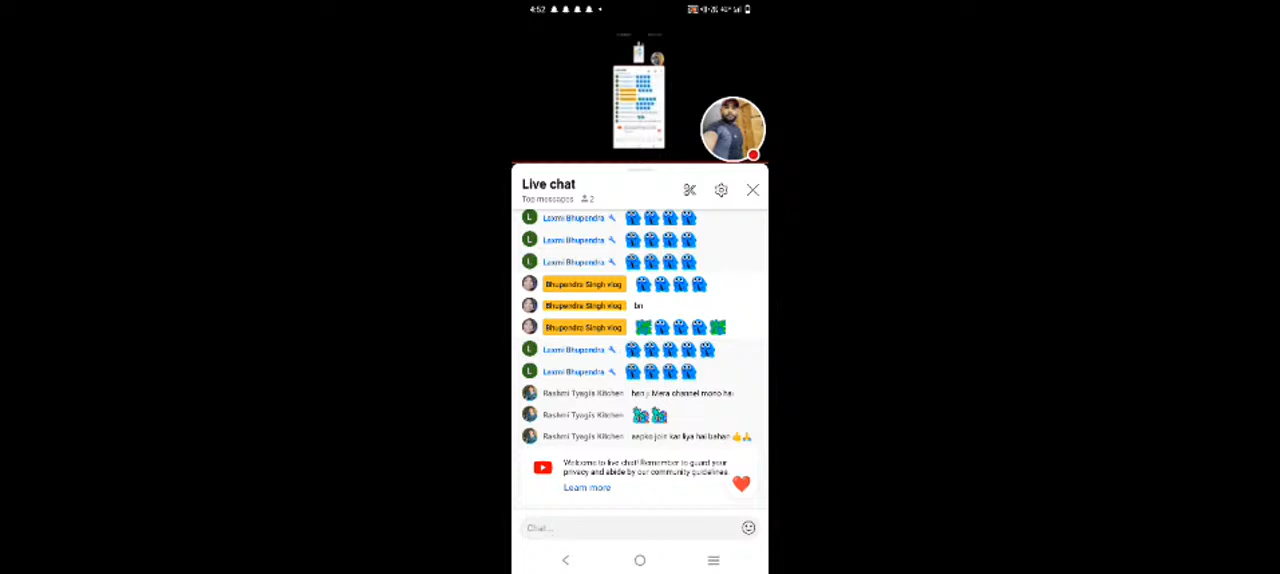 4:52
Live chat
Top messages 2
Laxmi Bhupendra
Laxmi Bhupendra
Laxmi Bhupendra
Bhupendra Singh vlog
Bhupendra Singh vlog bn
Bhupendra Singh vlog
Laxmi Bhupendra
Laxmi Bhupendra
Rashmi Tyagi's Kitchen han ji Mera channel mono hai
Rashmi Tyagi's Kitchen
Rashmi Tyagi's Kitchen aapko join kar liya hai bahan 👍🙏
Welcome to live chat! Remember to guard your
privacy and abide by our community guidelines.
Learn more
Chat...